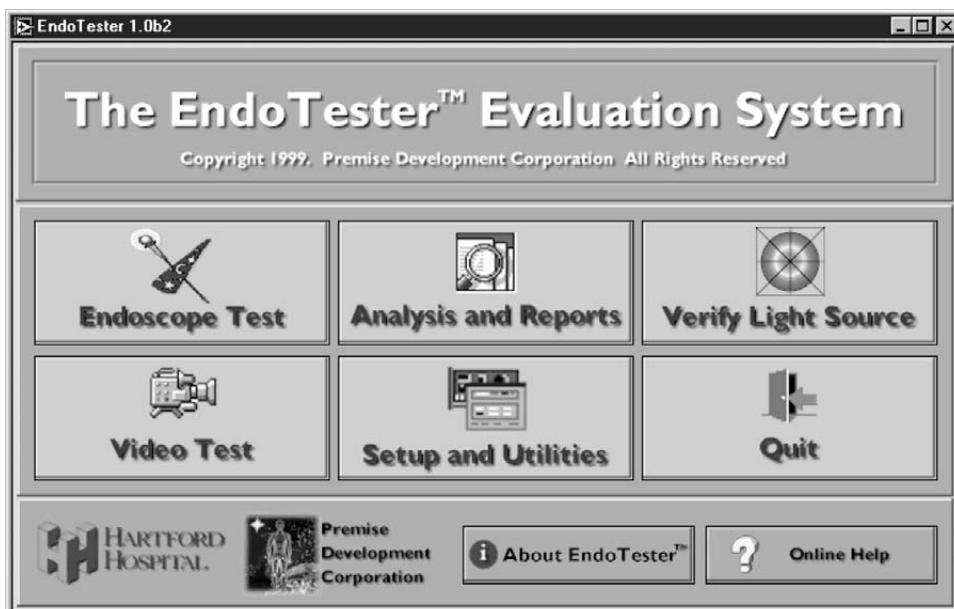 EndoTester 1.0b2
The EndoTester™ Evaluation System
Copyright 1999. Premise Development Corporation All Rights Reserved
Endoscope Test
Analysis and Reports
Verify Light Source
Video Test
Setup and Utilities
Quit
HARTFORD
HOSPITAL
Premise
Development
Corporation
About EndoTester™
Online Help